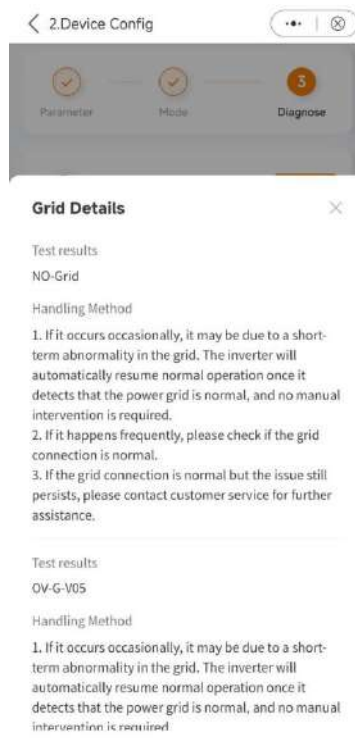 2.Device Config
3
Parameter
Mode
Diagnose
Grid Details
Test results
NO-Grid
Handling Method
1. If it occurs occasionally, it may be due to a short-
term abnormality in the grid. The inverter will
automatically resume normal operation once it
detects that the power grid is normal, and no manual
intervention is required.
2. If it happens frequently, please check if the grid
connection is normal.
3. If the grid connection is normal but the issue still
persists, please contact customer service for further
assistance.
Test results
OV-G-V05
Handling Method
1. If it occurs occasionally, it may be due to a short-
term abnormality in the grid. The inverter will
automatically resume normal operation once it
detects that the power grid is normal, and no manual
intervention is required